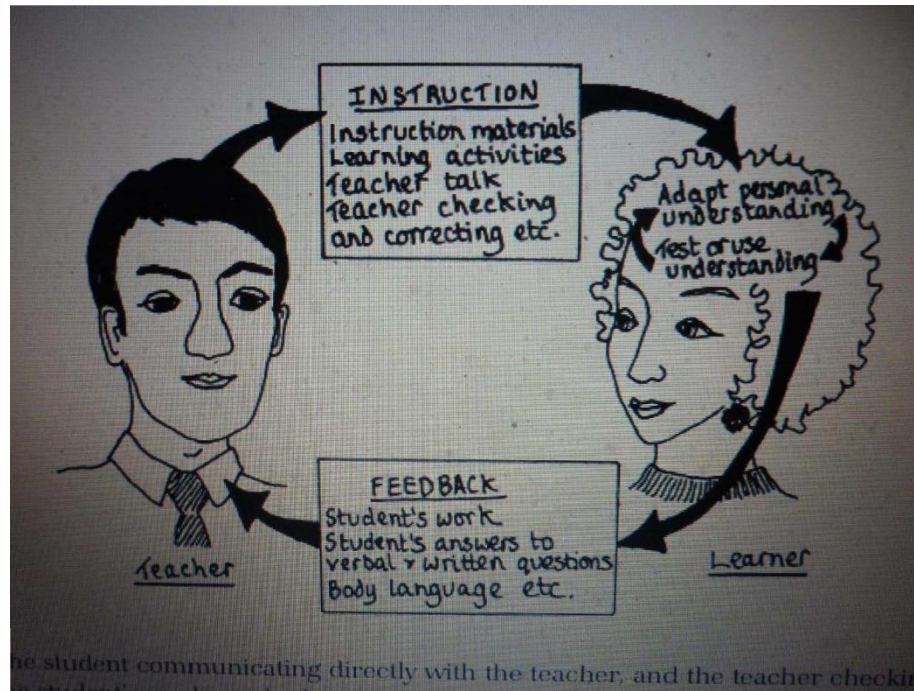 INSTRUCTION
Instruction materials
Learning activities
Teacher talk
Teacher checking
and correcting etc.
Adapt personal
understanding
Test or use
understanding
FEEDBACK
Student's work
Student's answers to
verbal & written questions
Body language etc.
Teacher
Learner
he student communicating directly with the teacher, and the teacher checkin